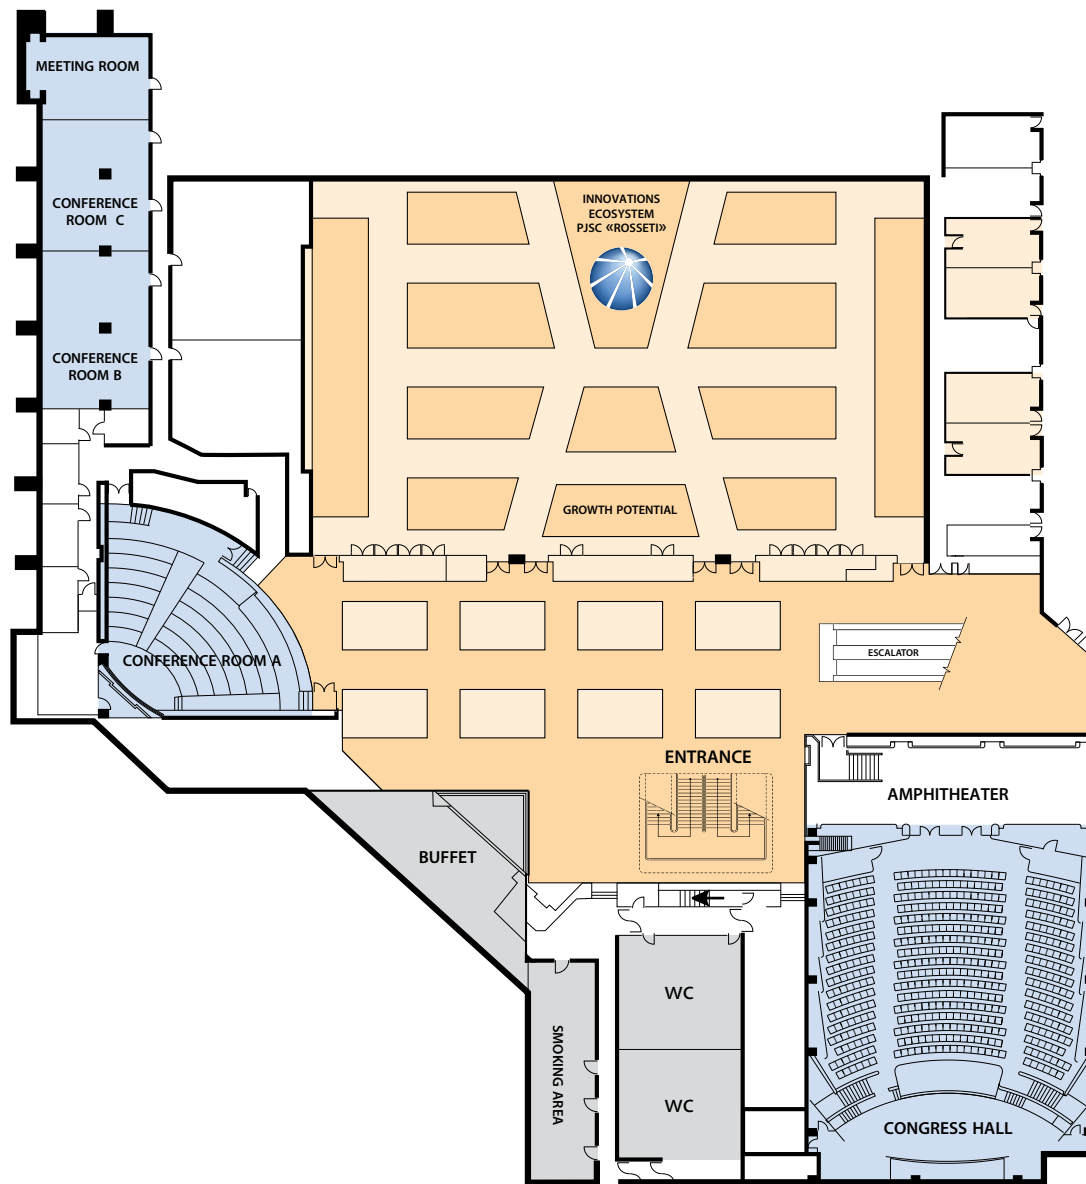 MEETING ROOM
CONFERENCE
ROOM C
CONFERENCE
ROOM B
INNOVATIONS
ECOSYSTEM
PJSC «ROSSETI»
GROWTH POTENTIAL
CONFERENCE ROOM A
ESCALATOR
ENTRANCE
AMPHITHEATER
BUFFET
WC
SMOKING AREA
WC
CONGRESS HALL